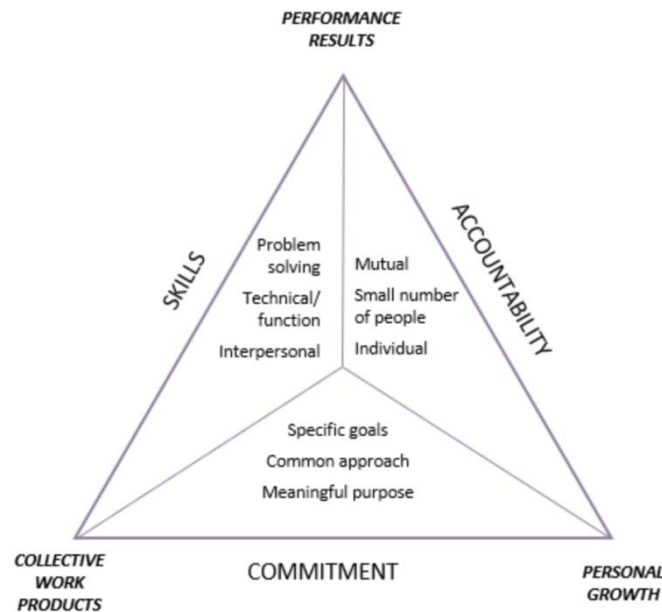 PERFORMANCE
RESULTS
SKILLS
ACCOUNTABILITY
Problem
solving
Technical/
function
Interpersonal
Mutual
Small number
of people
Individual
Specific goals
Common approach
Meaningful purpose
COLLECTIVE
WORK
PRODUCTS
COMMITMENT
PERSONAL
GROWTH